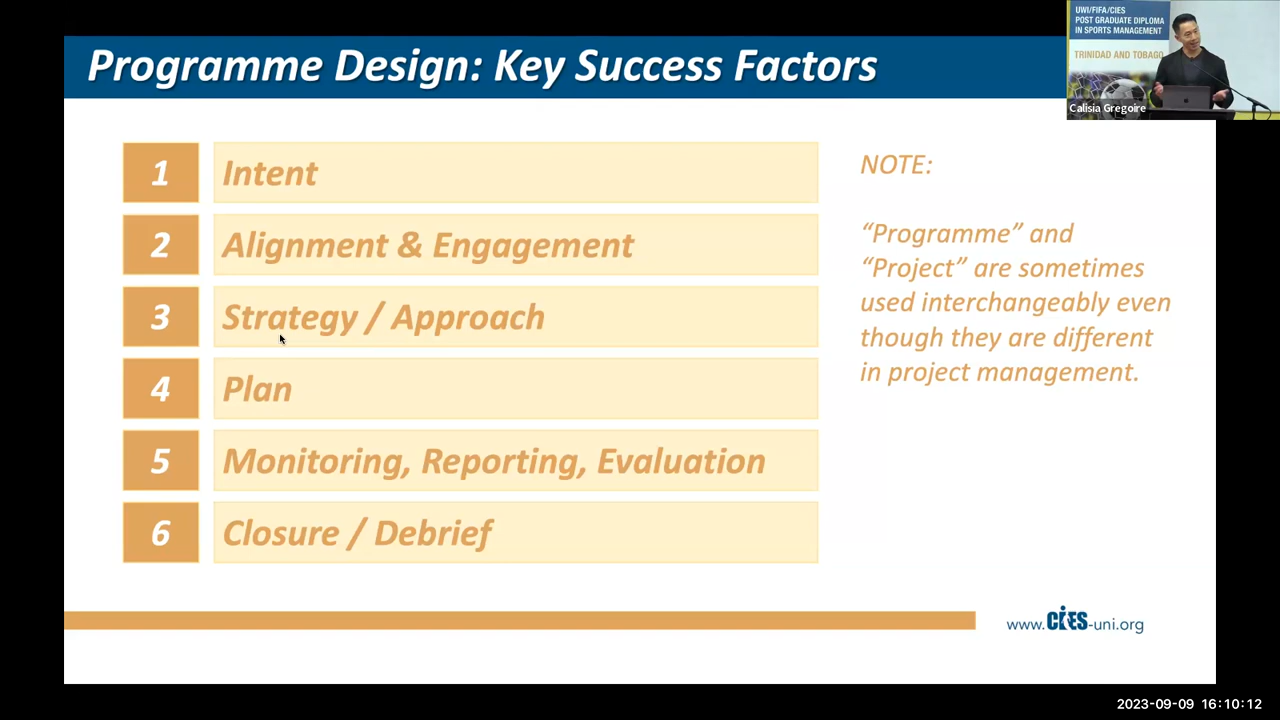 Programme Design: Key Success Factors
UWI/FIFA/CIES
POST GRADUATE DIPLOMA
IN SPORTS MANAGEMENT
TRINIDAD AND TOBAGO
Calisia Gregoire
1 Intent
2 Alignment & Engagement
3 Strategy / Approach
4 Plan
5 Monitoring, Reporting, Evaluation
6 Closure / Debrief
NOTE:
“Programme” and
“Project” are sometimes
used interchangeably even
though they are different
in project management.
www.CIES-uni.org
2023-09-09 16:10:12